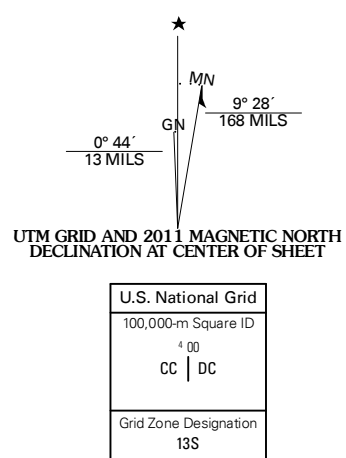 ★
MN
9° 28´
168 MILS
GN
0° 44´
13 MILS
UTM GRID AND 2011 MAGNETIC NORTH
DECLINATION AT CENTER OF SHEET
U.S. National Grid
100,000-m Square ID
4 00
CC | DC
Grid Zone Designation
13S